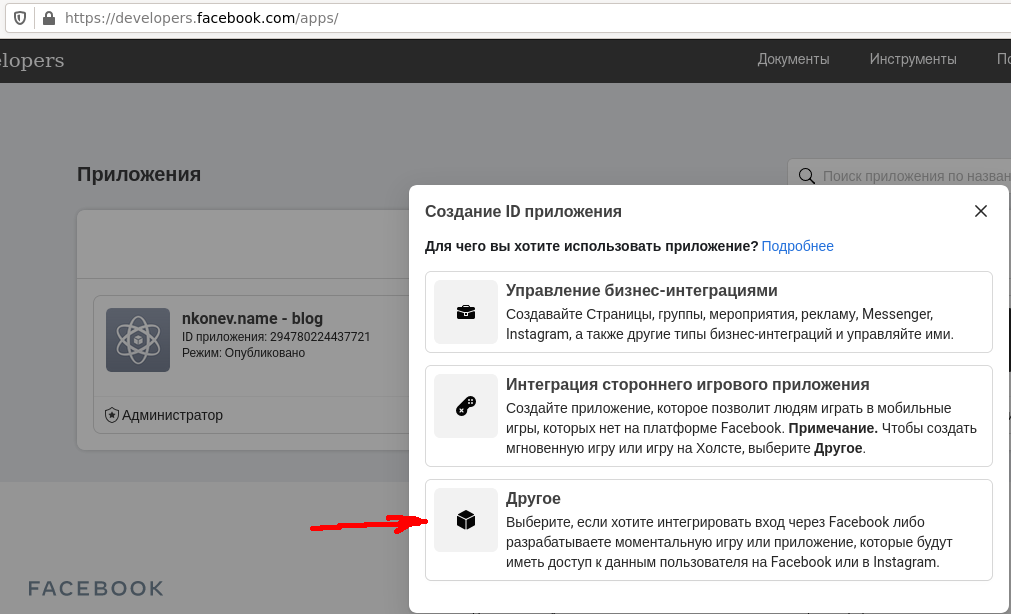 https://developers.facebook.com/apps/
elopers
Документы
Инструменты
Приложения
Поиск приложения по назван
Создание ID приложения
Для чего вы хотите использовать приложение? Подробнее
Управление бизнес-интеграциями
Создавайте Страницы, группы, мероприятия, рекламу, Messenger,
Instagram, а также другие типы бизнес-интеграций и управляйте ими.
nkonev.name - blog
ID приложения: 294780224437721
Режим: Опубликовано
Администратор
Интеграция стороннего игрового приложения
Создайте приложение, которое позволит людям играть в мобильные
игры, которых нет на платформе Facebook. Примечание. Чтобы создать
мгновенную игру или игру на Холсте, выберите Другое.
Другое
Выберите, если хотите интегрировать вход через Facebook либо
разрабатываете моментальную игру или приложение, которые будут
иметь доступ к данным пользователя на Facebook или в Instagram.
FACEBOOK